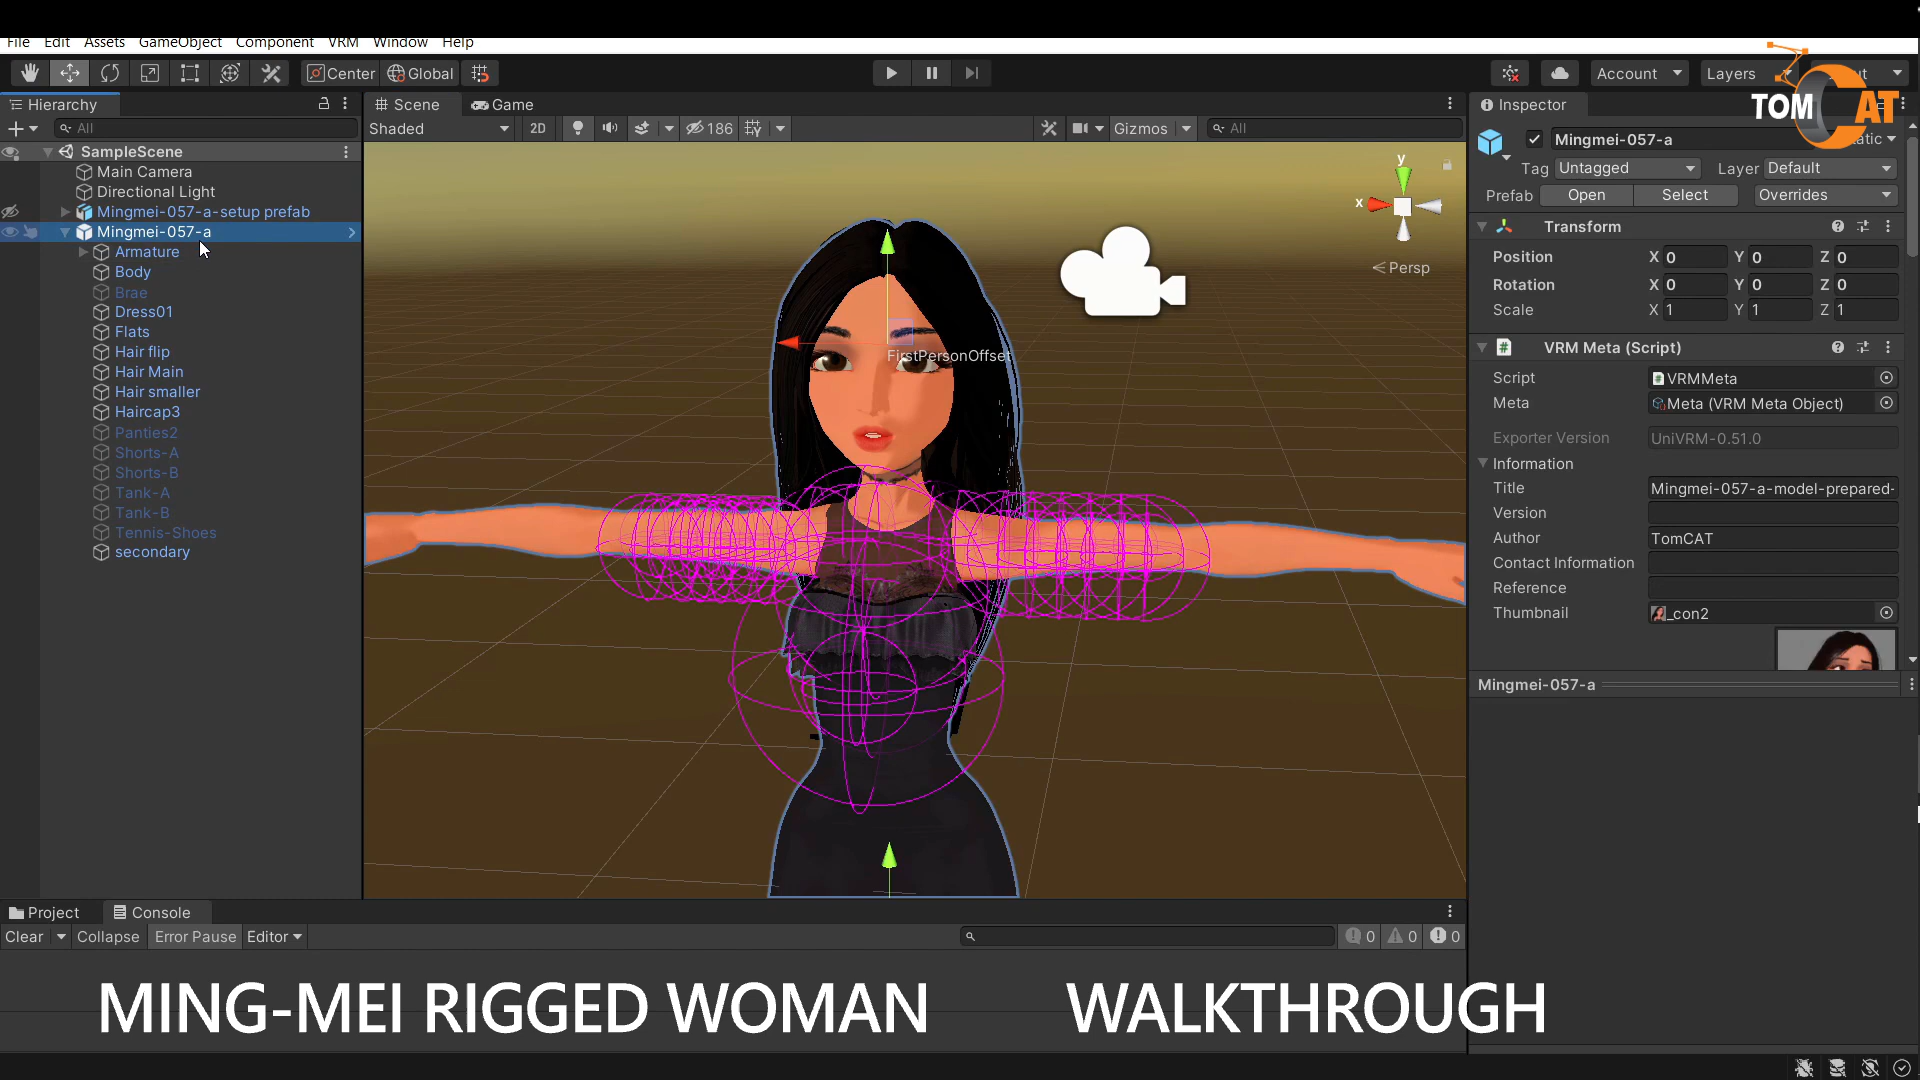 File Edit Assets GameObject Component VRM Window Help
Center Global Account Layers
TOMCAT
Hierarchy
All
SampleScene
Main Camera
Directional Light
Mingmei-057-a-setup prefab
Mingmei-057-a
Armature
Body
Brae
Dress01
Flats
Hair flip
Hair Main
Hair smaller
Haircap3
Panties2
Shorts-A
Shorts-B
Tank-A
Tank-B
Tennis-Shoes
secondary
Scene Game
Shaded 2D 186 Gizmos All
y
x
Persp
FirstPersonOffset
Inspector
Mingmei-057-a
Tag Untagged Layer Default
Prefab Open Select Overrides
Transform
Position X 0 Y 0 Z 0
Rotation X 0 Y 0 Z 0
Scale X 1 Y 1 Z 1
VRM Meta (Script)
Script VRMMeta
Meta Meta (VRM Meta Object)
Exporter Version UniVRM-0.51.0
Information
Title Mingmei-057-a-model-prepared-
Version
Author TomCAT
Contact Information
Reference
Thumbnail _con2
Mingmei-057-a
Project Console
Clear Collapse Error Pause Editor 0 0 0
MING-MEI RIGGED WOMAN WALKTHROUGH